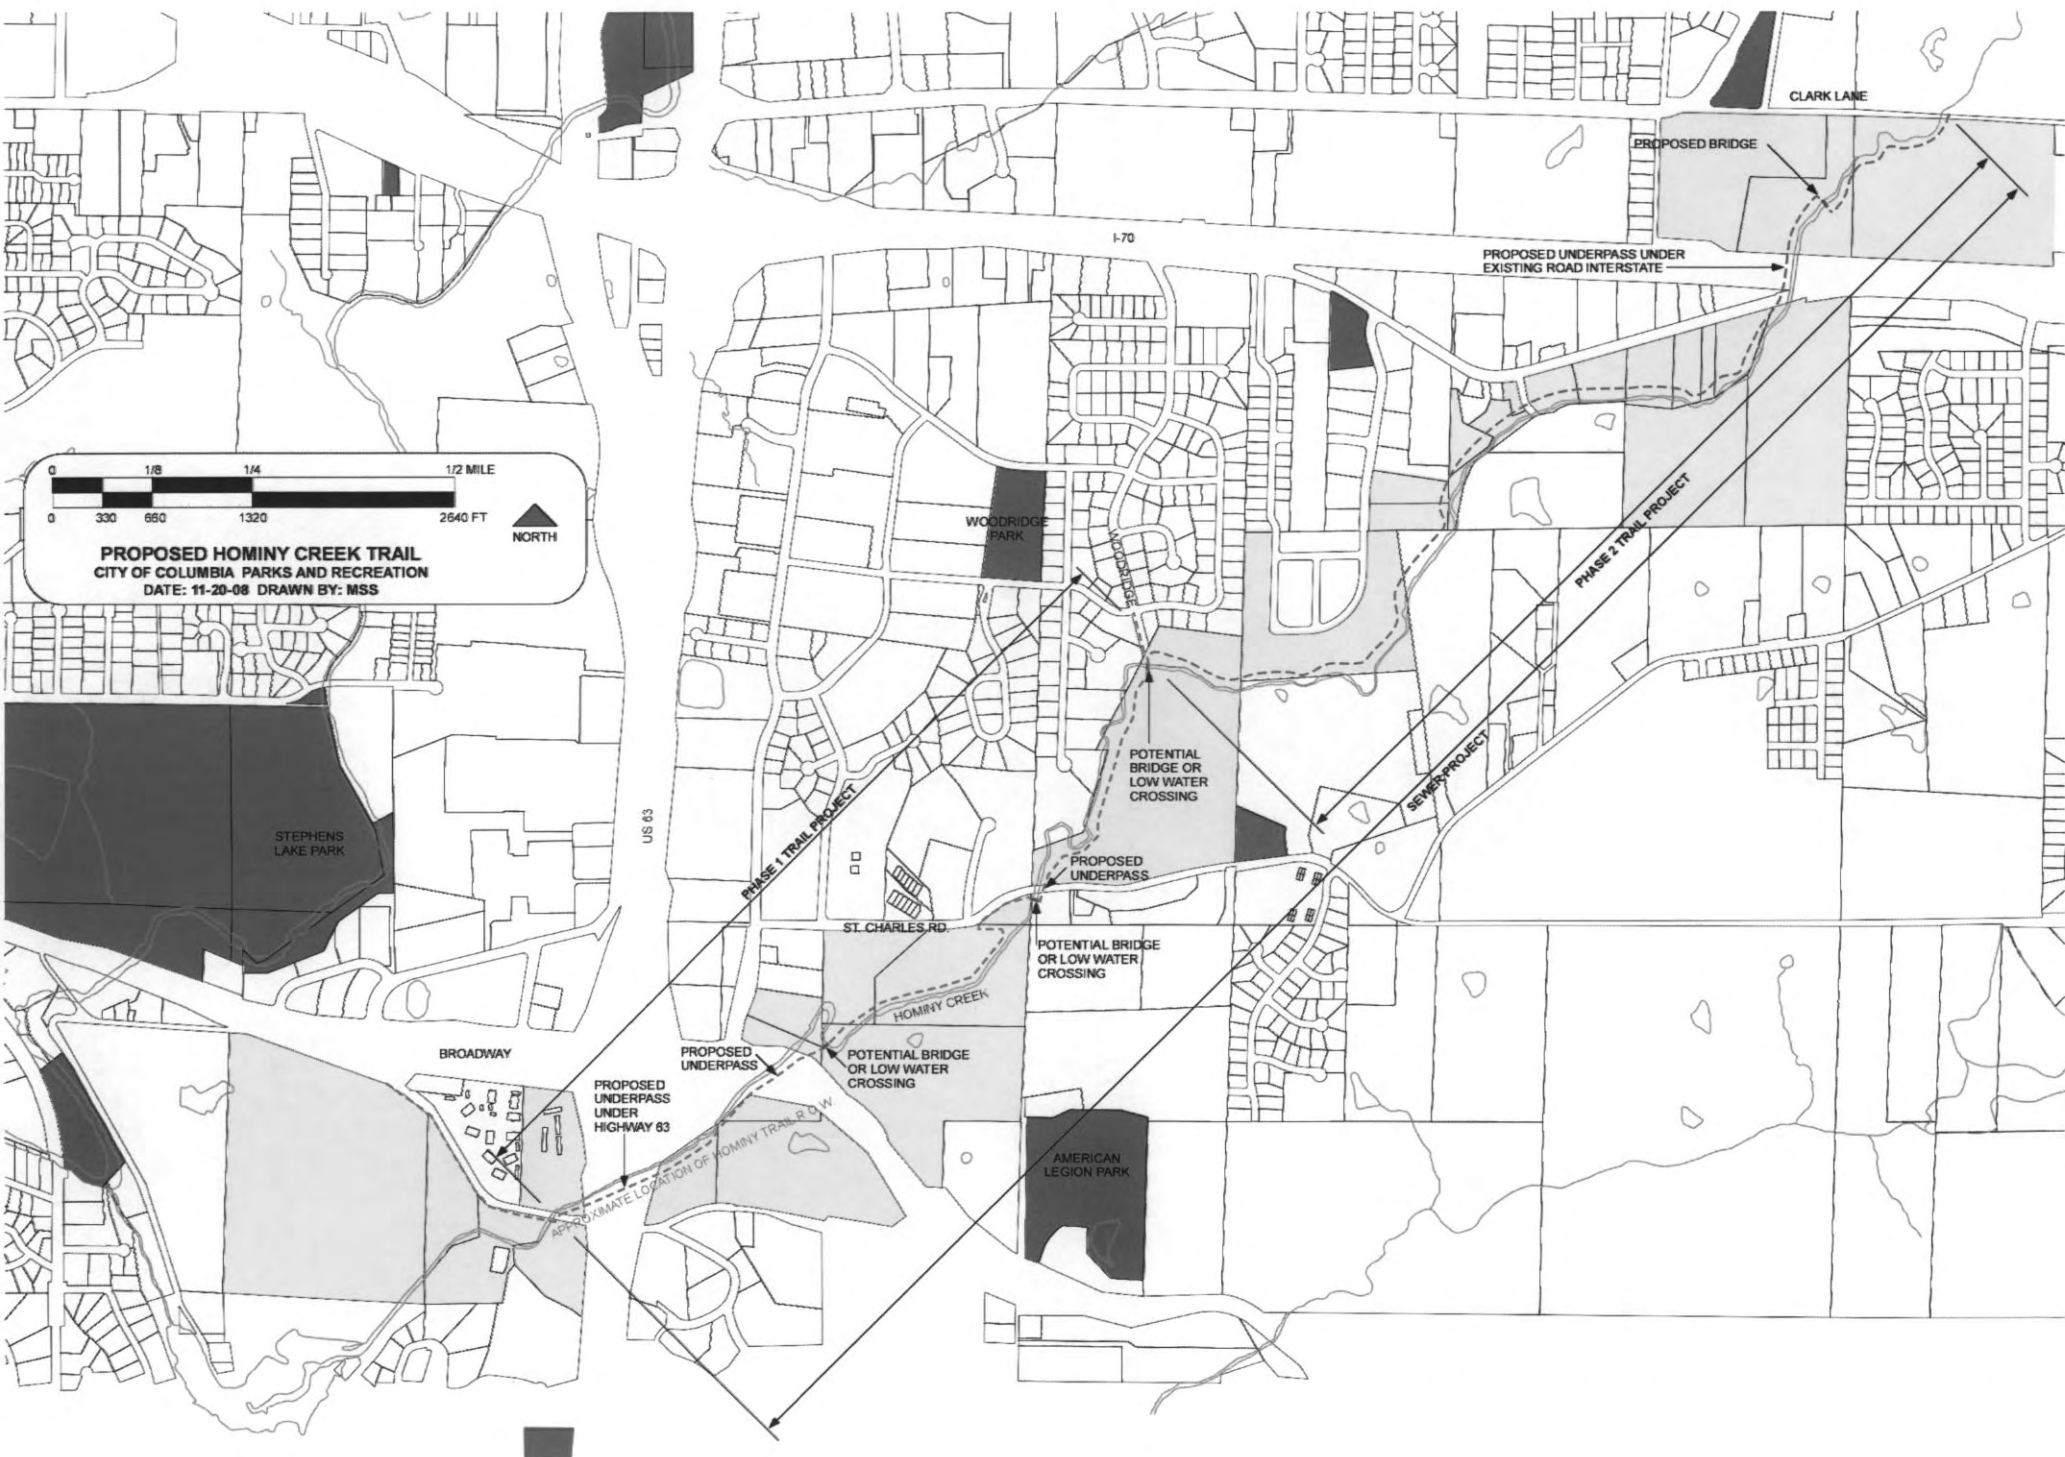 CLARK LANE
PROPOSED BRIDGE
I-70
PROPOSED UNDERPASS UNDER
EXISTING ROAD INTERSTATE
0 1/8 1/4 1/2 MILE
0 330 660 1320 2640 FT
NORTH
PROPOSED HOMINY CREEK TRAIL
CITY OF COLUMBIA PARKS AND RECREATION
DATE: 11-20-08 DRAWN BY: MSS
WOODRIDGE
PARK
WOODRIDGE
PHASE 2 TRAIL PROJECT
SEWER PROJECT
POTENTIAL
BRIDGE OR
LOW WATER
CROSSING
PHASE 1 TRAIL PROJECT
US 63
STEPHENS
LAKE PARK
PROPOSED
UNDERPASS
ST. CHARLES RD.
POTENTIAL BRIDGE
OR LOW WATER
CROSSING
HOMINY CREEK
BROADWAY
PROPOSED
UNDERPASS
POTENTIAL BRIDGE
OR LOW WATER
CROSSING
PROPOSED
UNDERPASS
UNDER
HIGHWAY 63
APPROXIMATE LOCATION OF HOMINY TRAIL R.O.W.
AMERICAN
LEGION PARK